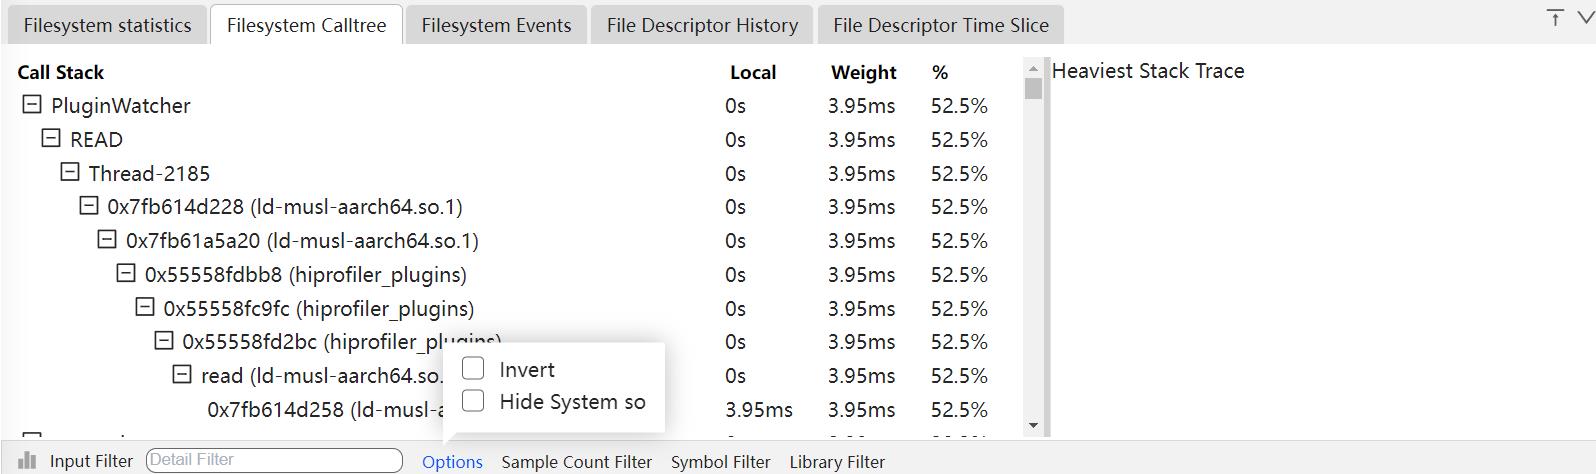 Filesystem statistics Filesystem Calltree Filesystem Events File Descriptor History File Descriptor Time Slice
Call Stack Local Weight % Heaviest Stack Trace
PluginWatcher 0s 3.95ms 52.5%
READ 0s 3.95ms 52.5%
Thread-2185 0s 3.95ms 52.5%
0x7fb614d228 (ld-musl-aarch64.so.1) 0s 3.95ms 52.5%
0x7fb61a5a20 (ld-musl-aarch64.so.1) 0s 3.95ms 52.5%
0x55558fdbb8 (hiprofiler_plugins) 0s 3.95ms 52.5%
0x55558fc9fc (hiprofiler_plugins) 0s 3.95ms 52.5%
0x55558fd2bc (hiprofiler_plugins) 0s 3.95ms 52.5%
Invert
read (ld-musl-aarch64.so. 0s 3.95ms 52.5%
Hide System so
0x7fb614d258 (ld-musl-a 3.95ms 3.95ms 52.5%
Input Filter Detail Filter Options Sample Count Filter Symbol Filter Library Filter